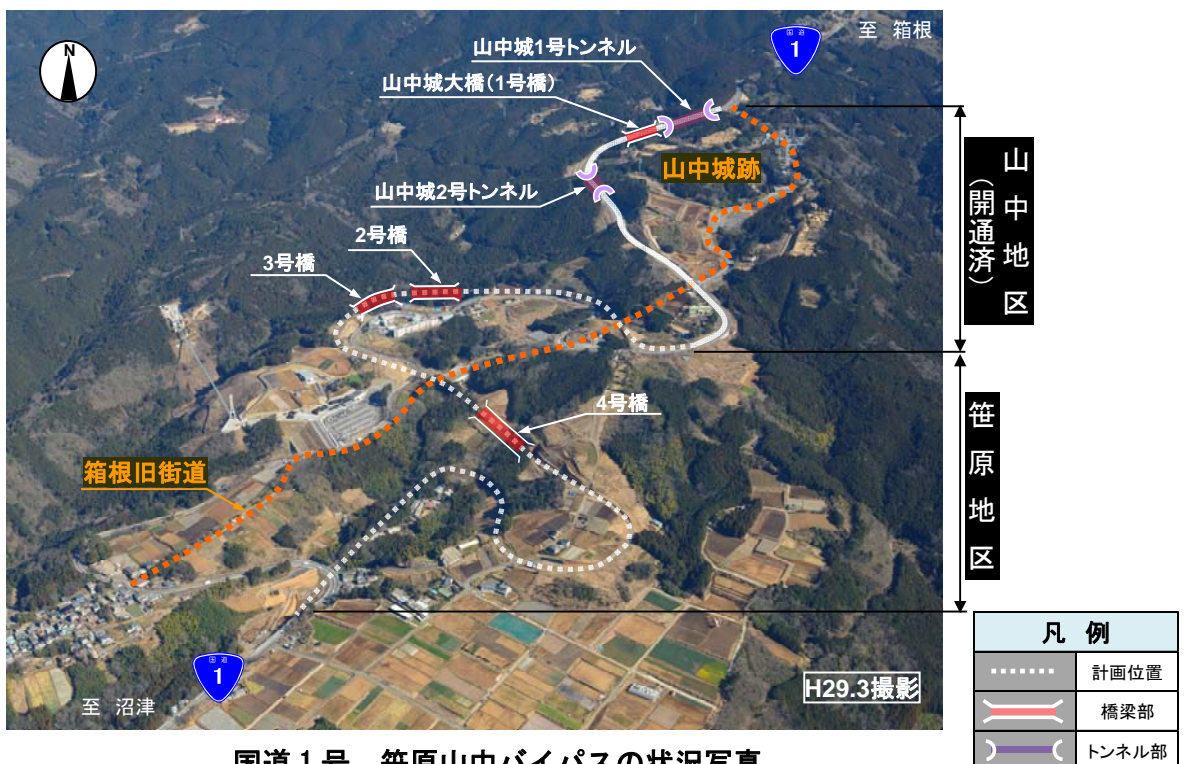 N
国道
1
至 箱根
山中城1号トンネル
山中城大橋(1号橋)
山中城跡
山中城2号トンネル
2号橋
3号橋
4号橋
箱根旧街道
山中地区
(開通済)
笹原地区
国道
1
至 沼津
H29.3撮影
凡 例
計画位置
橋梁部
トンネル部
国道1号 笹原山中バイパスの状況写真